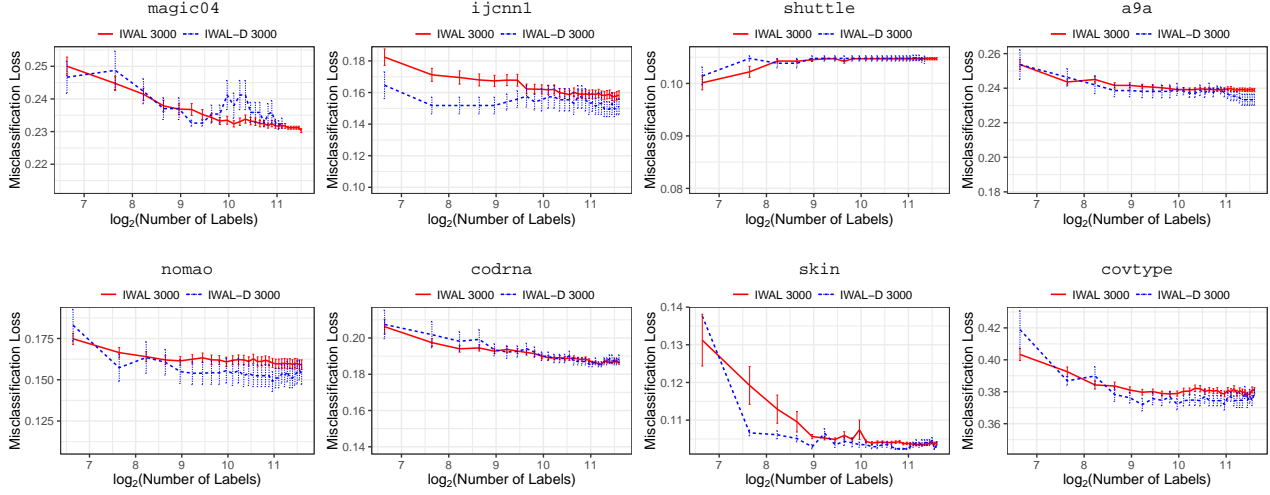 magic04
IWAL 3000 IWAL-D 3000
Misclassification Loss
0.25
0.24
0.23
0.22
7 8 9 10 11
log2(Number of Labels)
ijcnn1
IWAL 3000 IWAL-D 3000
Misclassification Loss
0.18
0.16
0.14
0.12
0.10
7 8 9 10 11
log2(Number of Labels)
shuttle
IWAL 3000 IWAL-D 3000
Misclassification Loss
0.10
0.10
0.09
0.08
7 8 9 10 11
log2(Number of Labels)
a9a
IWAL 3000 IWAL-D 3000
Misclassification Loss
0.26
0.24
0.22
0.20
0.18
7 8 9 10 11
log2(Number of Labels)
nomao
IWAL 3000 IWAL-D 3000
Misclassification Loss
0.175
0.150
0.125
7 8 9 10 11
log2(Number of Labels)
codrna
IWAL 3000 IWAL-D 3000
Misclassification Loss
0.20
0.18
0.16
0.14
7 8 9 10 11
log2(Number of Labels)
skin
IWAL 3000 IWAL-D 3000
Misclassification Loss
0.14
0.13
0.12
0.11
7 8 9 10 11
log2(Number of Labels)
covtype
IWAL 3000 IWAL-D 3000
Misclassification Loss
0.42
0.40
0.38
0.36
7 8 9 10 11
log2(Number of Labels)